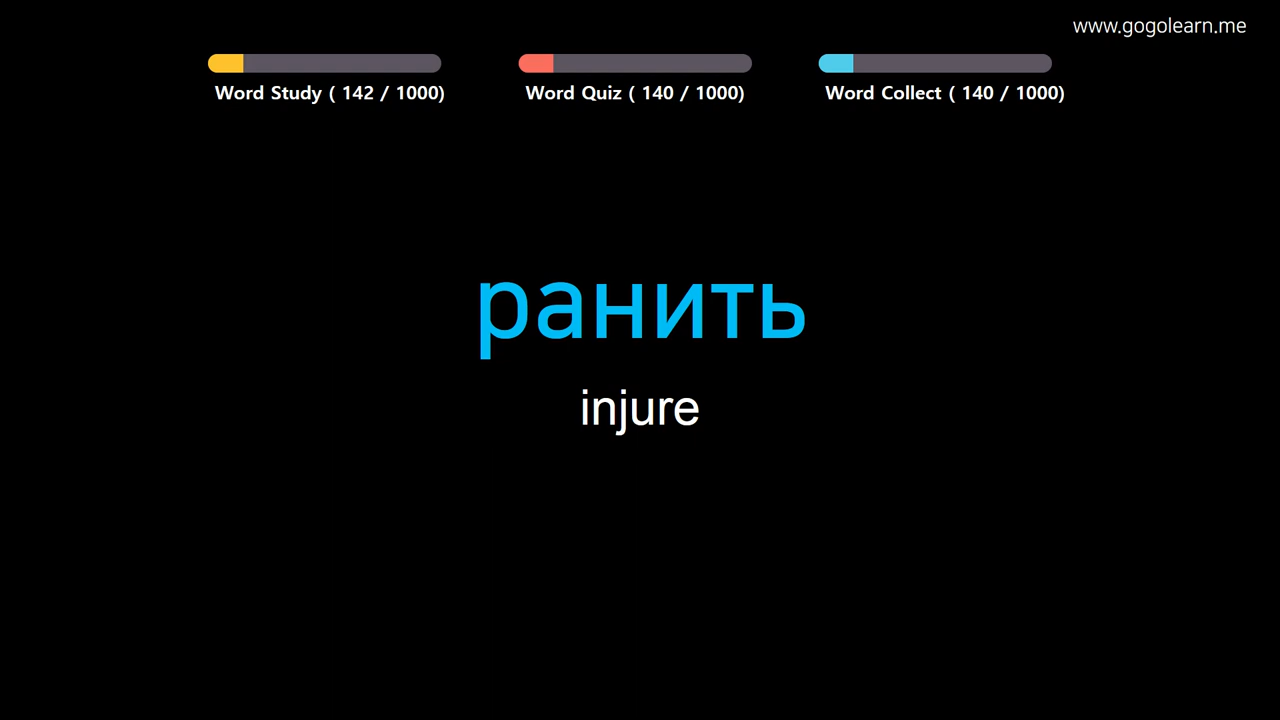 www.gogolearn.me
Word Study ( 142 / 1000)
Word Quiz ( 140 / 1000)
Word Collect ( 140 / 1000)
ранить
injure